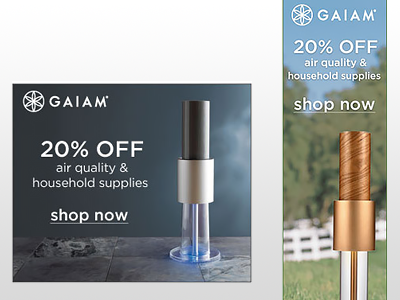 GAIAM
20% OFF
air quality &
household supplies
shop now
GAIAM
20% OFF
air quality &
household supplies
shop now